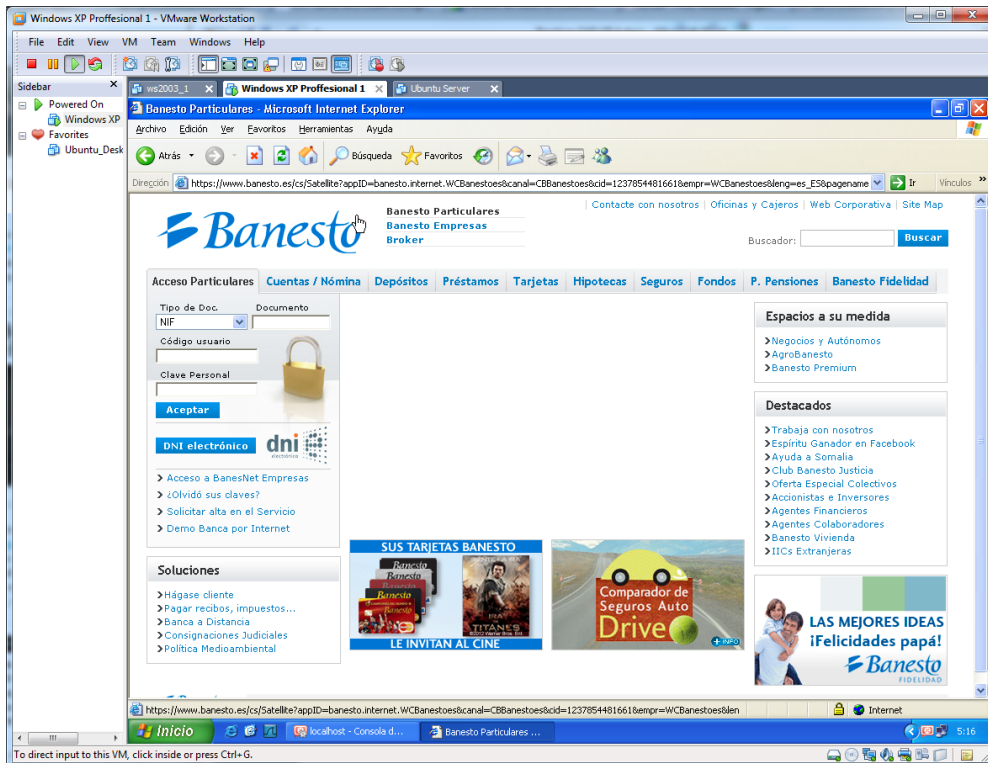 Windows XP Proffesional 1 - VMware Workstation
File Edit View VM Team Windows Help
Sidebar X
Powered On
Windows XP
Favorites
Ubuntu_Desk
ws2003_1 X Windows XP Proffesional 1 X Ubuntu Server X
Banesto Particulares - Microsoft Internet Explorer
Archivo Edición Ver Favoritos Herramientas Ayuda
Atrás Búsqueda Favoritos
Dirección https://www.banesto.es/cs/Satellite?appID=banesto.internet.WCBanestoes&canal=CBBanestoes&cid=1237854481661&empr=WCBanestoes&leng=es_ES&pagename Ir Vínculos »
Banesto
Banesto Particulares
Banesto Empresas
Broker
Contacte con nosotros | Oficinas y Cajeros | Web Corporativa | Site Map
Buscador: Buscar
Acceso Particulares Cuentas / Nómina Depósitos Préstamos Tarjetas Hipotecas Seguros Fondos P. Pensiones Banesto Fidelidad
Tipo de Doc. Documento
NIF
Código usuario
Clave Personal
Aceptar
DNI electrónico dni
electrónico
Acceso a BanesNet Empresas
¿Olvidó sus claves?
Solicitar alta en el Servicio
Demo Banca por Internet
Soluciones
Hágase cliente
Pagar recibos, impuestos...
Banca a Distancia
Consignaciones Judiciales
Política Medioambiental
SUS TARJETAS BANESTO
Banesto
Banesto
Banesto
Banesto
IRA
TITANES
©2012 Warner Bros. Ent.
LE INVITAN AL CINE
Comparador de
Seguros Auto
Drive
+ INFO
Espacios a su medida
Negocios y Autónomos
AgroBanesto
Banesto Premium
Destacados
Trabaja con nosotros
Espíritu Ganador en Facebook
Ayuda a Somalia
Club Banesto Justicia
Oferta Especial Colectivos
Accionistas e Inversores
Agentes Financieros
Agentes Colaboradores
Banesto Vivienda
IICs Extranjeras
LAS MEJORES IDEAS
¡Felicidades papá!
Banesto
FIDELIDAD
https://www.banesto.es/cs/Satellite?appID=banesto.internet.WCBanestoes&canal=CBBanestoes&cid=1237854481661&empr=WCBanestoes&len Internet
Inicio localhost - Consola d... Banesto Particulares ... 5:16
To direct input to this VM, click inside or press Ctrl+G.